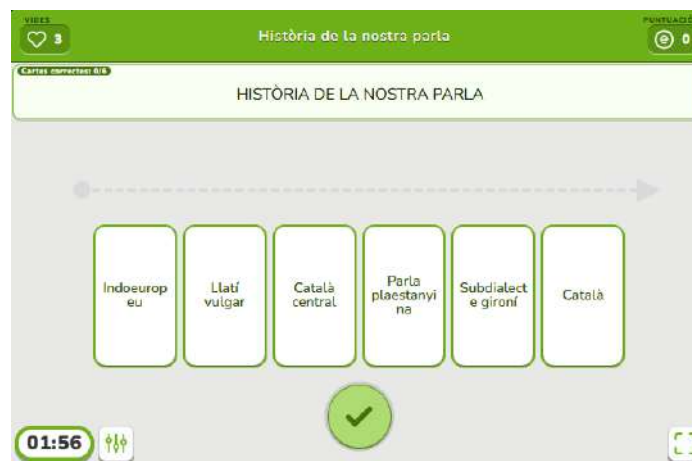 VIDES
3
Història de la nostra parla
PUNTUACIÓ
0
Cartes correctes: 0/6
HISTÒRIA DE LA NOSTRA PARLA
Indoeurop
eu
Llatí
vulgar
Català
central
Parla
plaestanyi
na
Subdialect
e gironí
Català
01:56